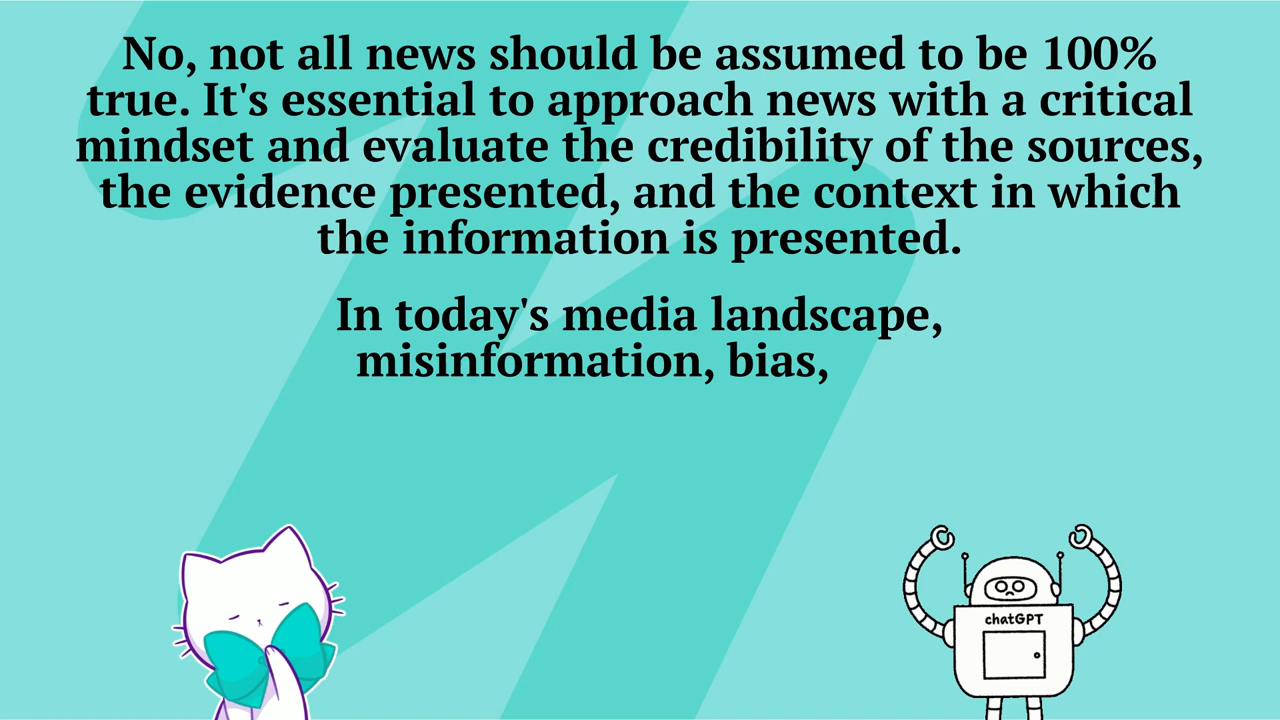 No, not all news should be assumed to be 100%
true. It's essential to approach news with a critical
mindset and evaluate the credibility of the sources,
the evidence presented, and the context in which
the information is presented.
In today's media landscape,
misinformation, bias,
chatGPT